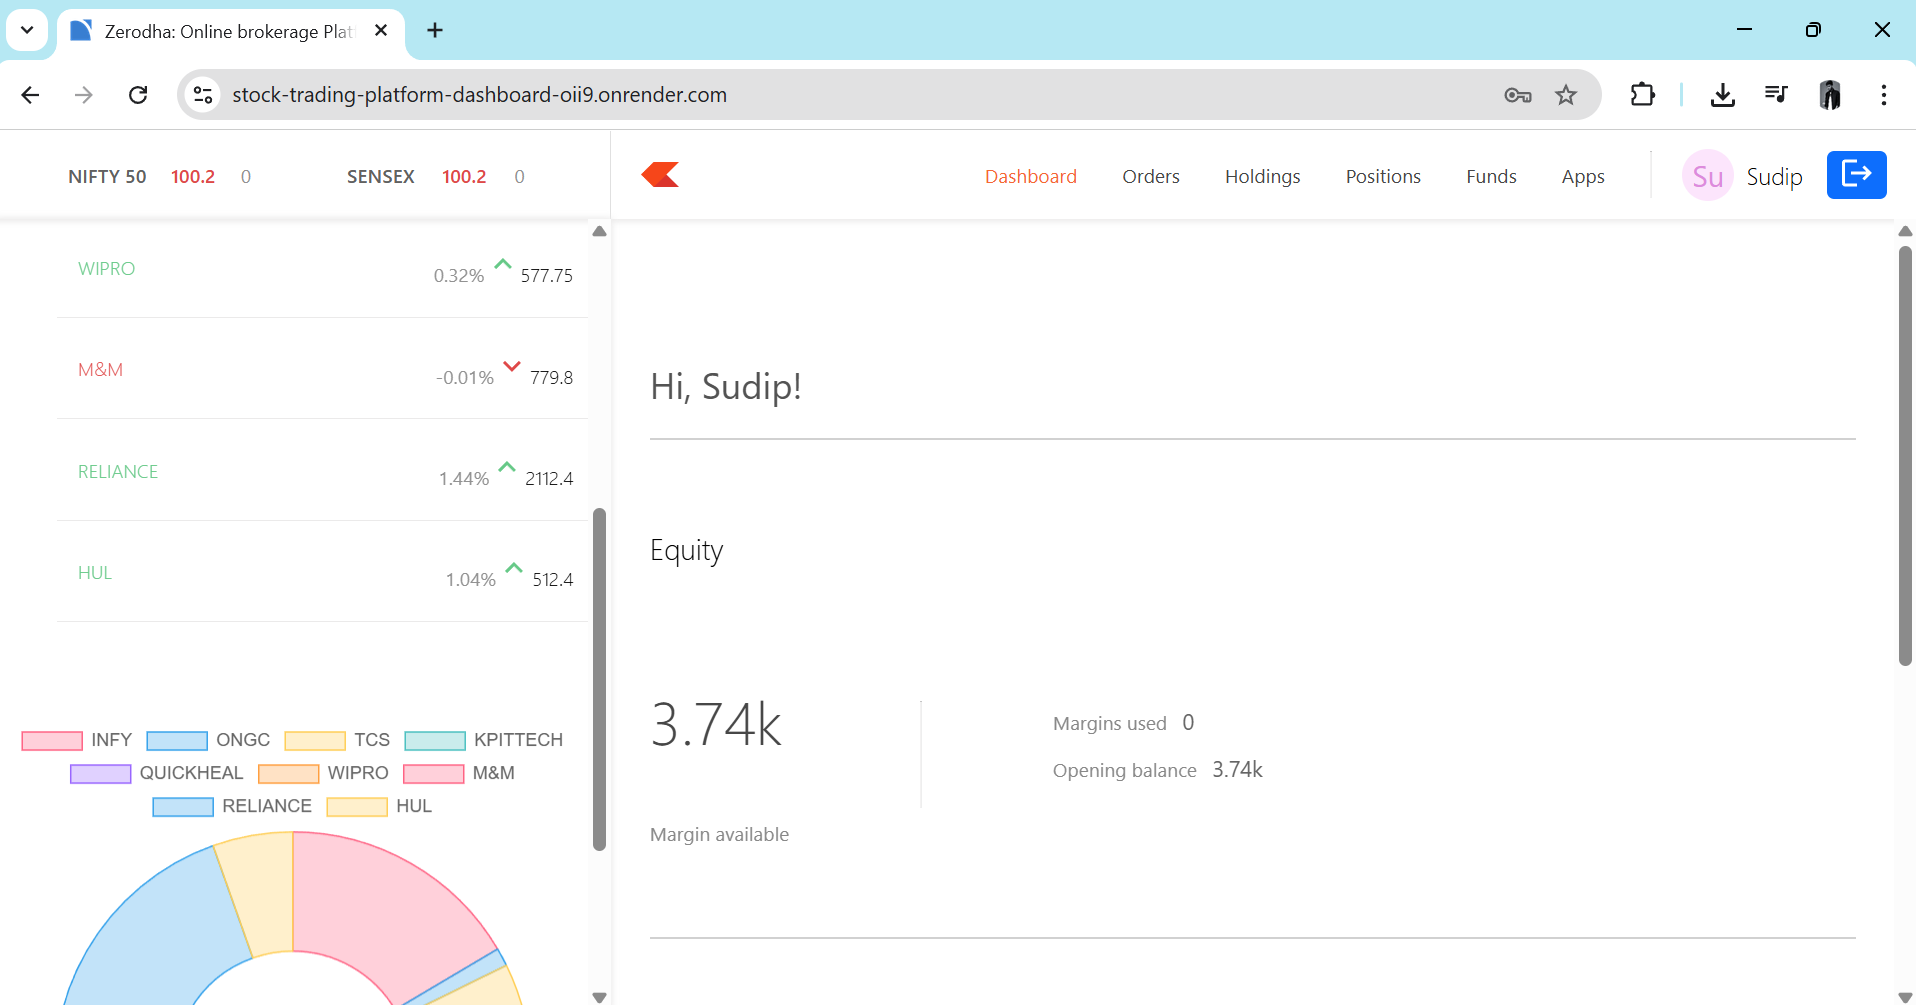 Zerodha: Online brokerage Plat
stock-trading-platform-dashboard-oii9.onrender.com
NIFTY 50 100.2 0 SENSEX 100.2 0
Dashboard Orders Holdings Positions Funds Apps Su Sudip
WIPRO 0.32% 577.75
M&M -0.01% 779.8
RELIANCE 1.44% 2112.4
HUL 1.04% 512.4
INFY ONGC TCS KPITTECH
QUICKHEAL WIPRO M&M
RELIANCE HUL
Hi, Sudip!
Equity
3.74k
Margin available
Margins used 0
Opening balance 3.74k